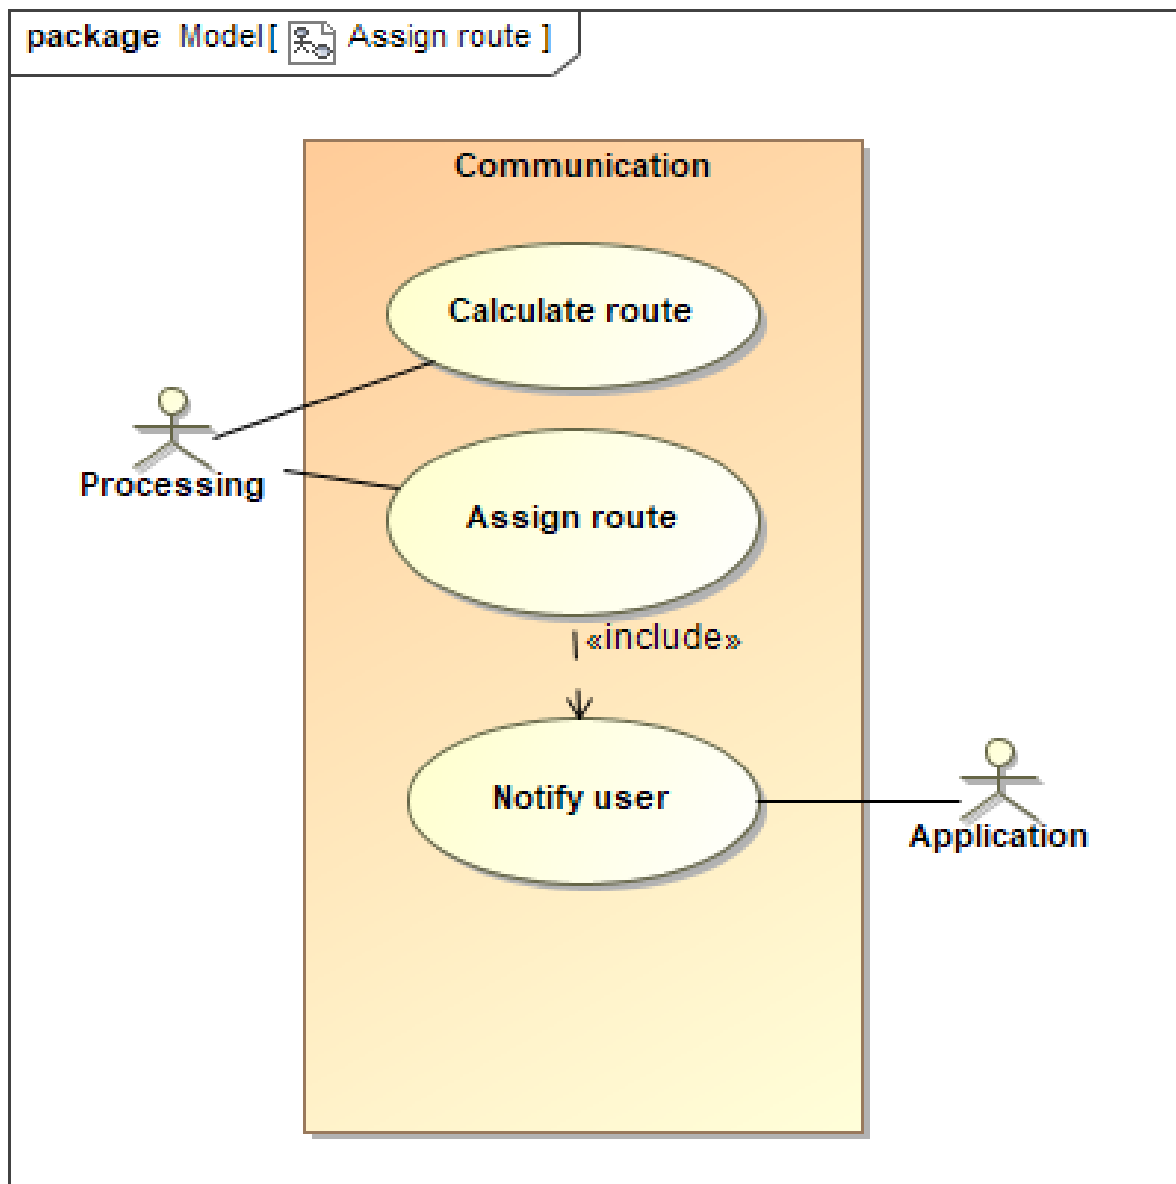 package Model[ Assign route ]
Communication
Calculate route
Processing
Assign route
«include»
Notify user
Application